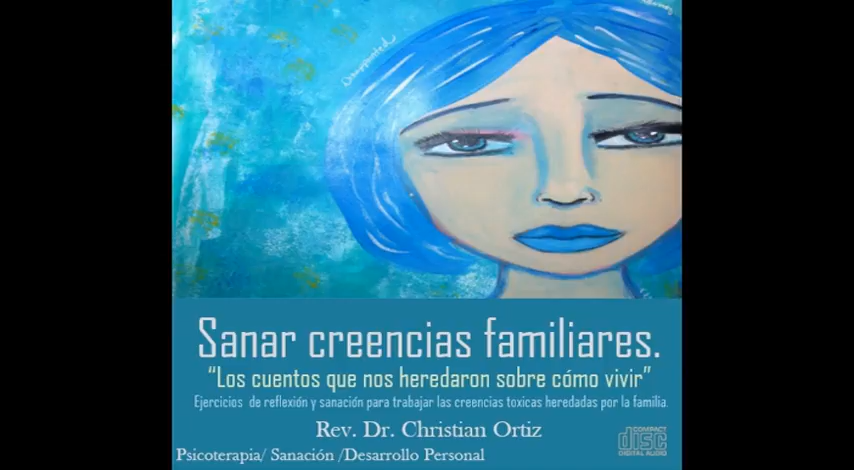 Disappointed
Sanar creencias familiares.
“Los cuentos que nos heredaron sobre cómo vivir”
Ejercicios de reflexión y sanación para trabajar las creencias toxicas heredadas por la familia.
Rev. Dr. Christian Ortiz
COMPACT
disc
DIGITAL AUDIO
Psicoterapia/ Sanación /Desarrollo Personal